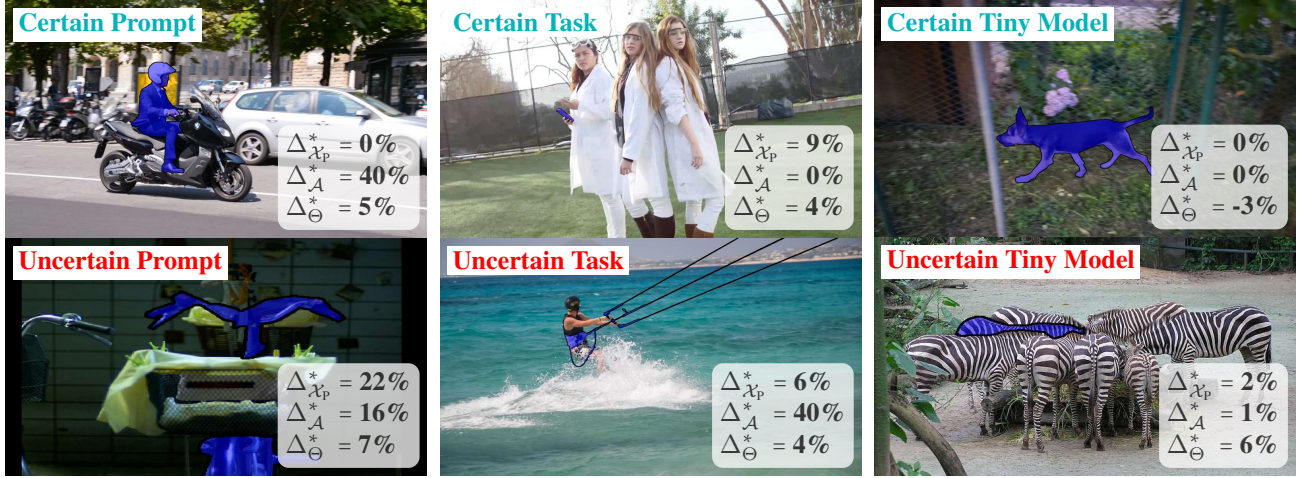 Certain Prompt
Δ*𝒳P = 0%
Δ*𝒜 = 40%
Δ*Θ = 5%
Certain Task
Δ*𝒳P = 9%
Δ*𝒜 = 0%
Δ*Θ = 4%
Certain Tiny Model
Δ*𝒳P = 0%
Δ*𝒜 = 0%
Δ*Θ = -3%
Uncertain Prompt
Δ*𝒳P = 22%
Δ*𝒜 = 16%
Δ*Θ = 7%
Uncertain Task
Δ*𝒳P = 6%
Δ*𝒜 = 40%
Δ*Θ = 4%
Uncertain Tiny Model
Δ*𝒳P = 2%
Δ*𝒜 = 1%
Δ*Θ = 6%